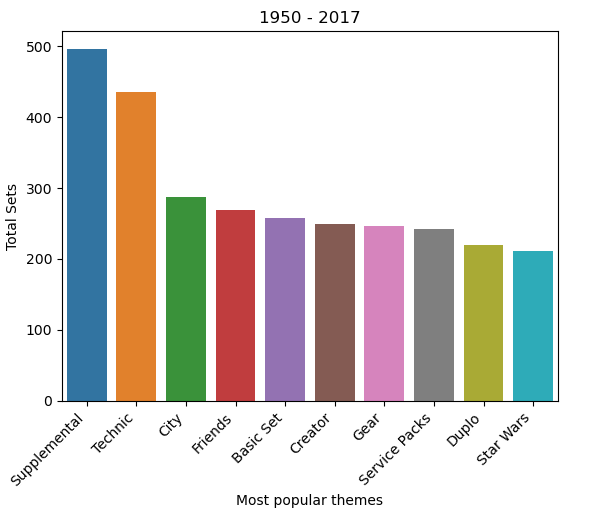 1950 - 2017
Total Sets
500
400
300
200
100
0
Supplemental
Technic
City
Friends
Basic Set
Creator
Gear
Service Packs
Duplo
Star Wars
Most popular themes